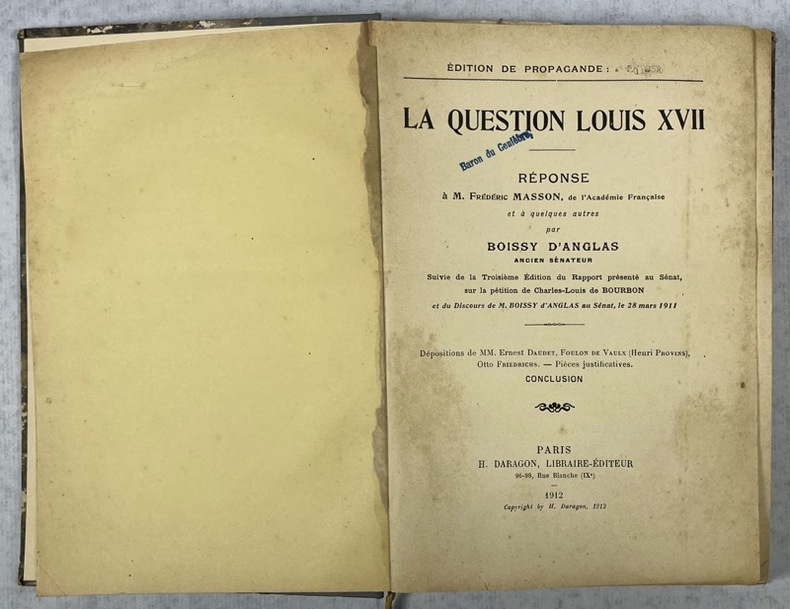 ÉDITION DE PROPAGANDE :
LA QUESTION LOUIS XVII
Baron du Genièbre,
RÉPONSE
à M. Frédéric MASSON, de l'Académie Française
et à quelques autres
par
BOISSY D'ANGLAS
ANCIEN SÉNATEUR
Suivie de la Troisième Édition du Rapport présenté au Sénat,
sur la pétition de Charles-Louis de BOURBON
et du Discours de M. BOISSY d'ANGLAS au Sénat, le 28 mars 1911
Dépositions de MM. Ernest Daudet, Foulon de Vaulx (Henri Provins),
Otto Friedrichs. — Pièces justificatives.
CONCLUSION
PARIS
H. DARAGON, LIBRAIRE-ÉDITEUR
96-98, Rue Blanche (IXe)
1912
Copyright by H. Daragon, 1912